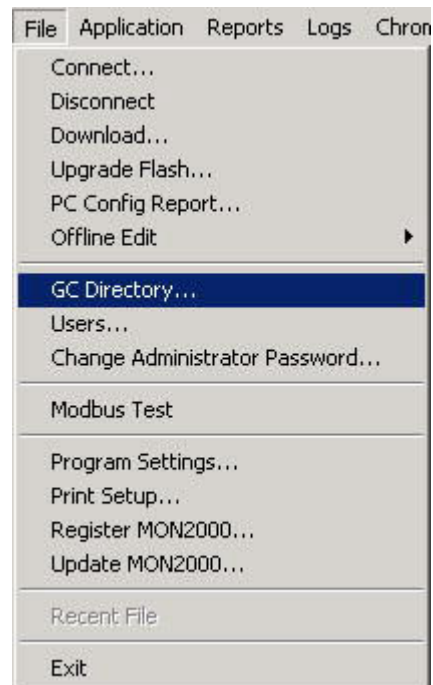 File Application Reports Logs Chrom
Connect...
Disconnect
Download...
Upgrade Flash...
PC Config Report...
Offline Edit
GC Directory...
Users...
Change Administrator Password...
Modbus Test
Program Settings...
Print Setup...
Register MON2000...
Update MON2000...
Recent File
Exit